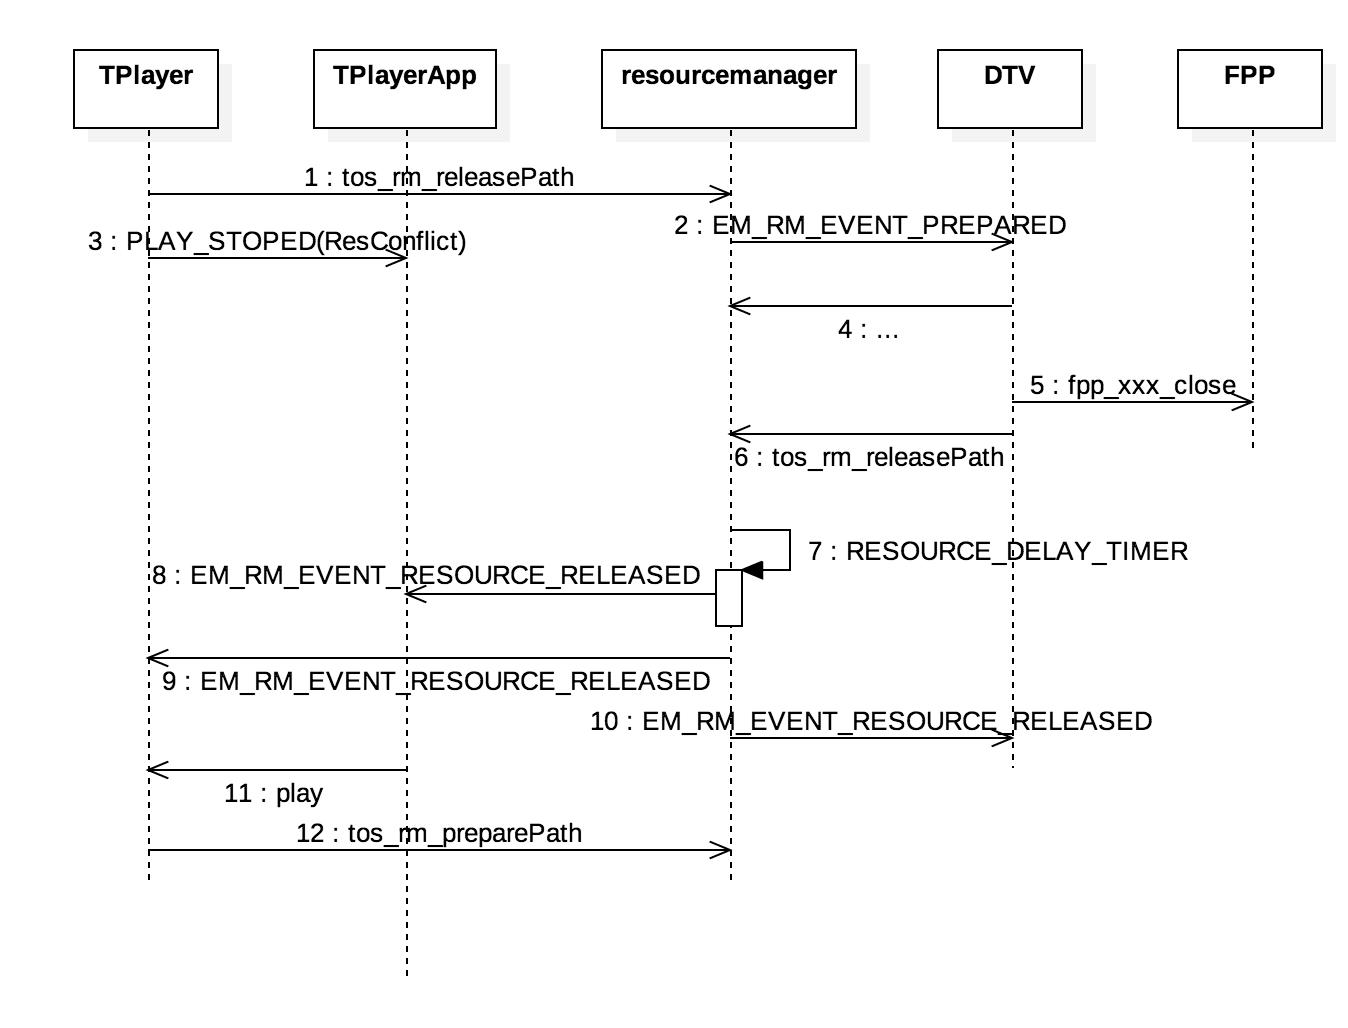 TPlayer
TPlayerApp
resourcemanager
DTV
FPP
1 : tos_rm_releasePath
2 : EM_RM_EVENT_PREPARED
3 : PLAY_STOPED(ResConflict)
4 : ...
5 : fpp_xxx_close
6 : tos_rm_releasePath
7 : RESOURCE_DELAY_TIMER
8 : EM_RM_EVENT_RESOURCE_RELEASED
9 : EM_RM_EVENT_RESOURCE_RELEASED
10 : EM_RM_EVENT_RESOURCE_RELEASED
11 : play
12 : tos_rm_preparePath